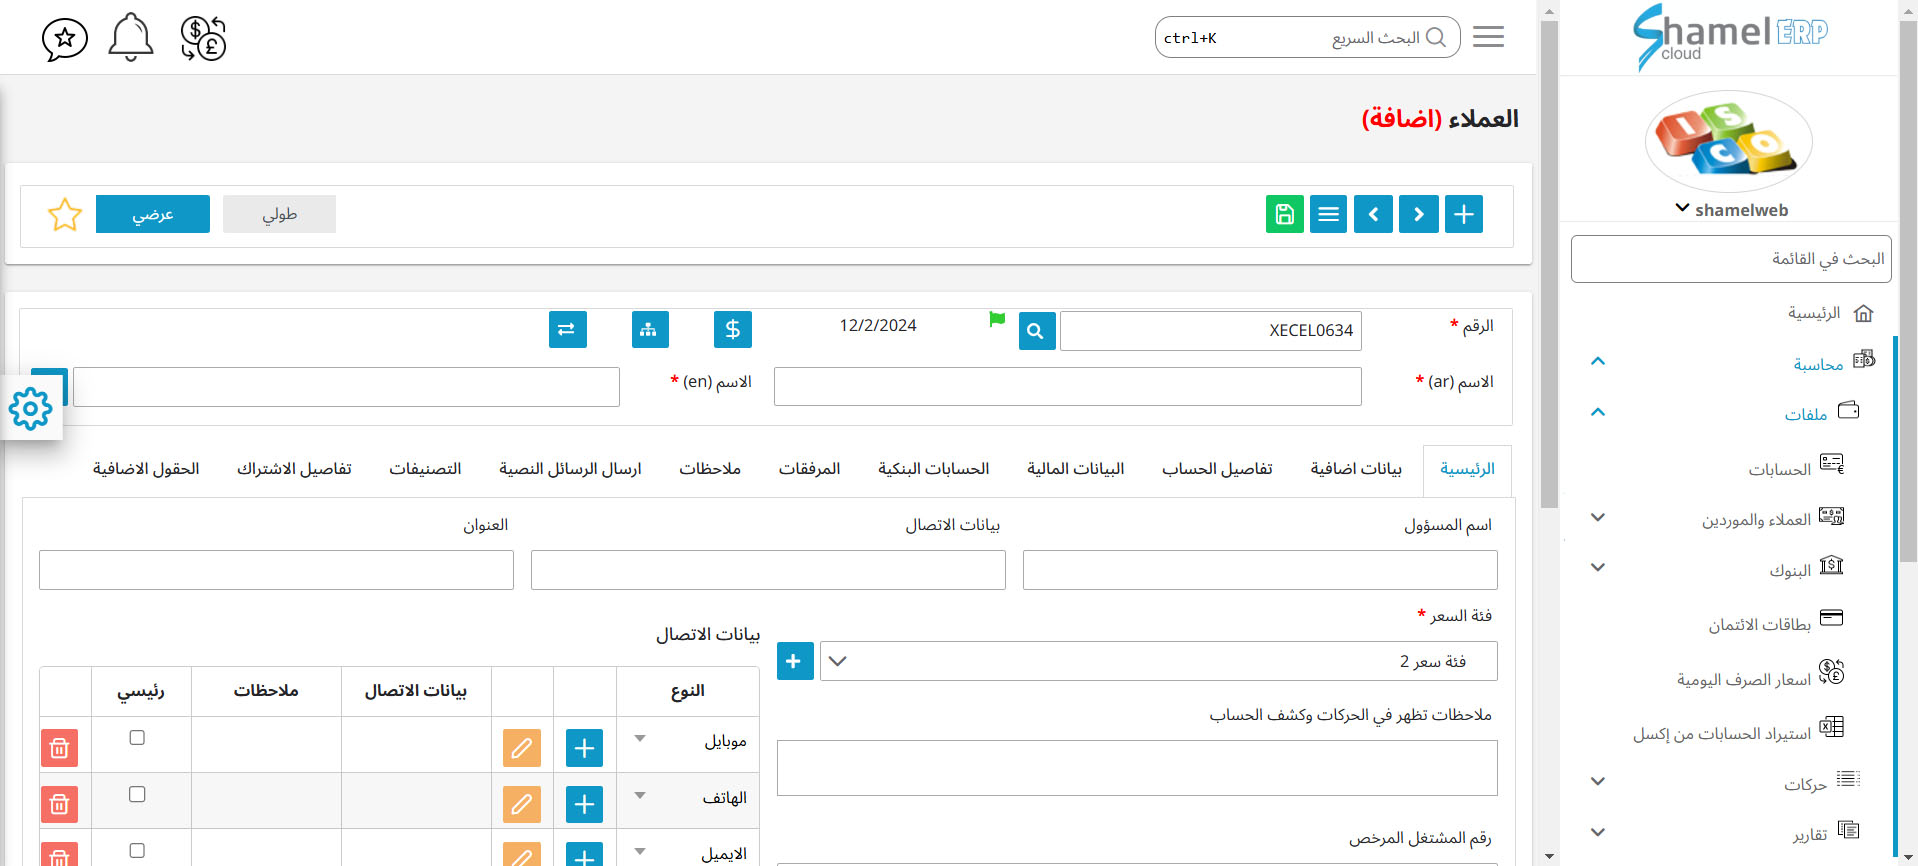 البحث السريع
ctrl+K
Shamel ERP
cloud
العملاء (اضافة)
shamelweb
طولي
عرضي
البحث في القائمة
الرئيسية
محاسبة
ملفات
الحسابات
العملاء والموردين
البنوك
بطاقات الائتمان
اسعار الصرف اليومية
استيراد الحسابات من إكسل
حركات
تقارير
الرقم *
XECEL0634
12/2/2024
الاسم (ar) *
الاسم (en) *
الرئيسية
بيانات اضافية
تفاصيل الحساب
البيانات المالية
الحسابات البنكية
المرفقات
ملاحظات
ارسال الرسائل النصية
التصنيفات
تفاصيل الاشتراك
الحقول الاضافية
اسم المسؤول
بيانات الاتصال
العنوان
فئة السعر *
فئة سعر 2
ملاحظات تظهر في الحركات وكشف الحساب
رقم المشتغل المرخص
بيانات الاتصال
النوع
بيانات الاتصال
ملاحظات
رئيسي
موبايل
الهاتف
الايميل